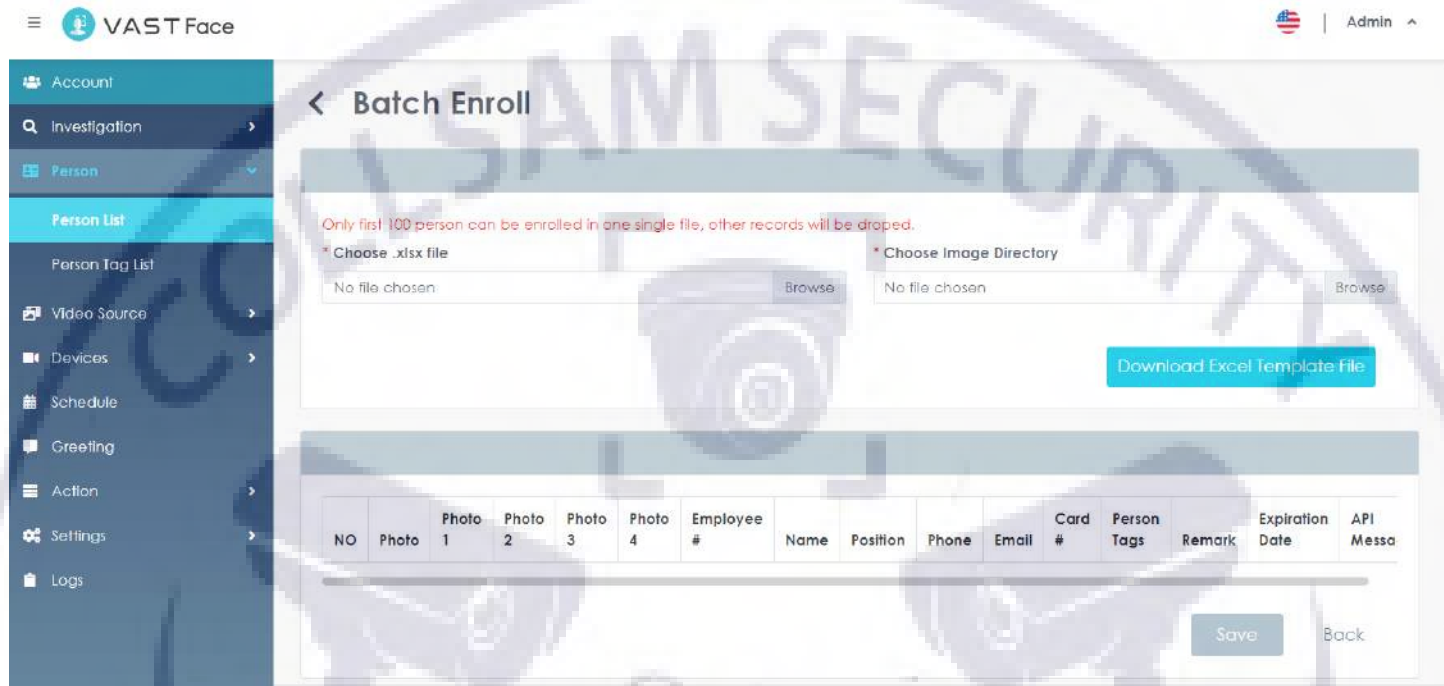 VAST Face
Admin
Account
Investigation
Person
Person List
Person Tag List
Video Source
Devices
Schedule
Greeting
Action
Settings
Logs
Batch Enroll
Only first 100 person can be enrolled in one single file, other records will be droped.
* Choose .xlsx file
No file chosen Browse
* Choose Image Directory
No file chosen Browse
Download Excel Template File
NO Photo Photo 1 Photo 2 Photo 3 Photo 4 Employee # Name Position Phone Email Card # Person Tags Remark Expiration Date API Messa
Save Back
COLLSAM SECURITY